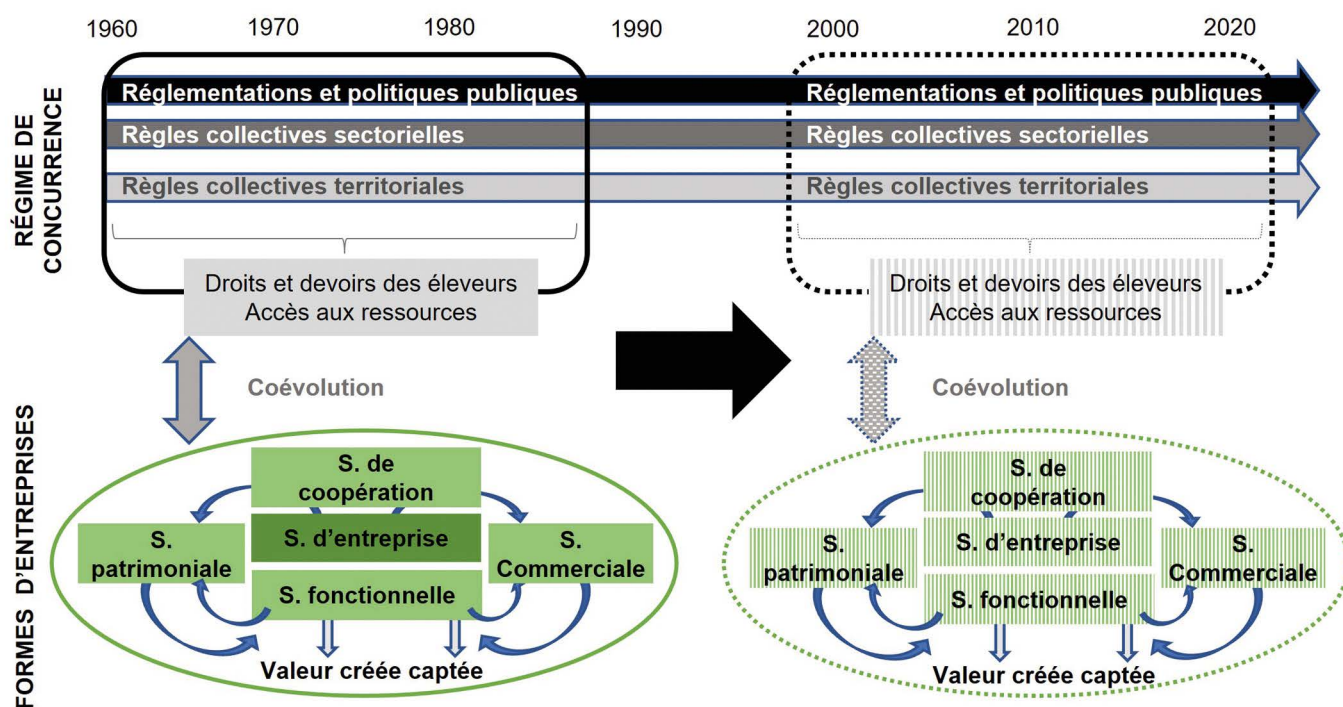 1960 1970 1980 1990 2000 2010 2020
RÉGIME DE
CONCURRENCE
Réglementations et politiques publiques
Réglementations et politiques publiques
Règles collectives sectorielles
Règles collectives sectorielles
Règles collectives territoriales
Règles collectives territoriales
Droits et devoirs des éleveurs
Accès aux ressources
Droits et devoirs des éleveurs
Accès aux ressources
Coévolution
Coévolution
FORMES D'ENTREPRISES
S. de
coopération
S. d'entreprise
S.
patrimoniale
S.
Commerciale
S. fonctionnelle
Valeur créée captée
S. de
coopération
S. d'entreprise
S.
patrimoniale
S.
Commerciale
S. fonctionnelle
Valeur créée captée